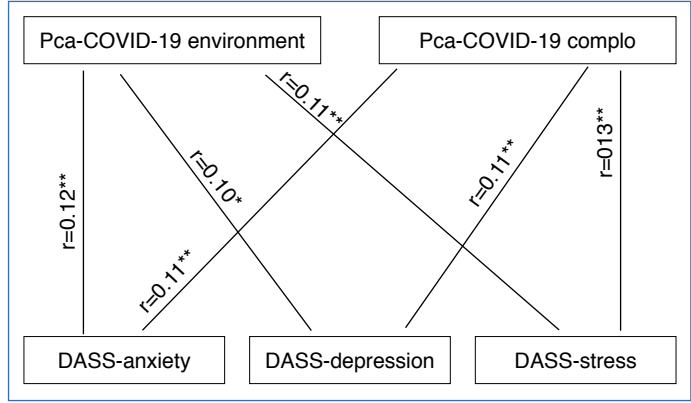 Pca-COVID-19 environment
Pca-COVID-19 complo
r=0.11**
r=013**
r=0.10*
r=0.11**
r=0.12**
r=0.11**
DASS-anxiety
DASS-depression
DASS-stress